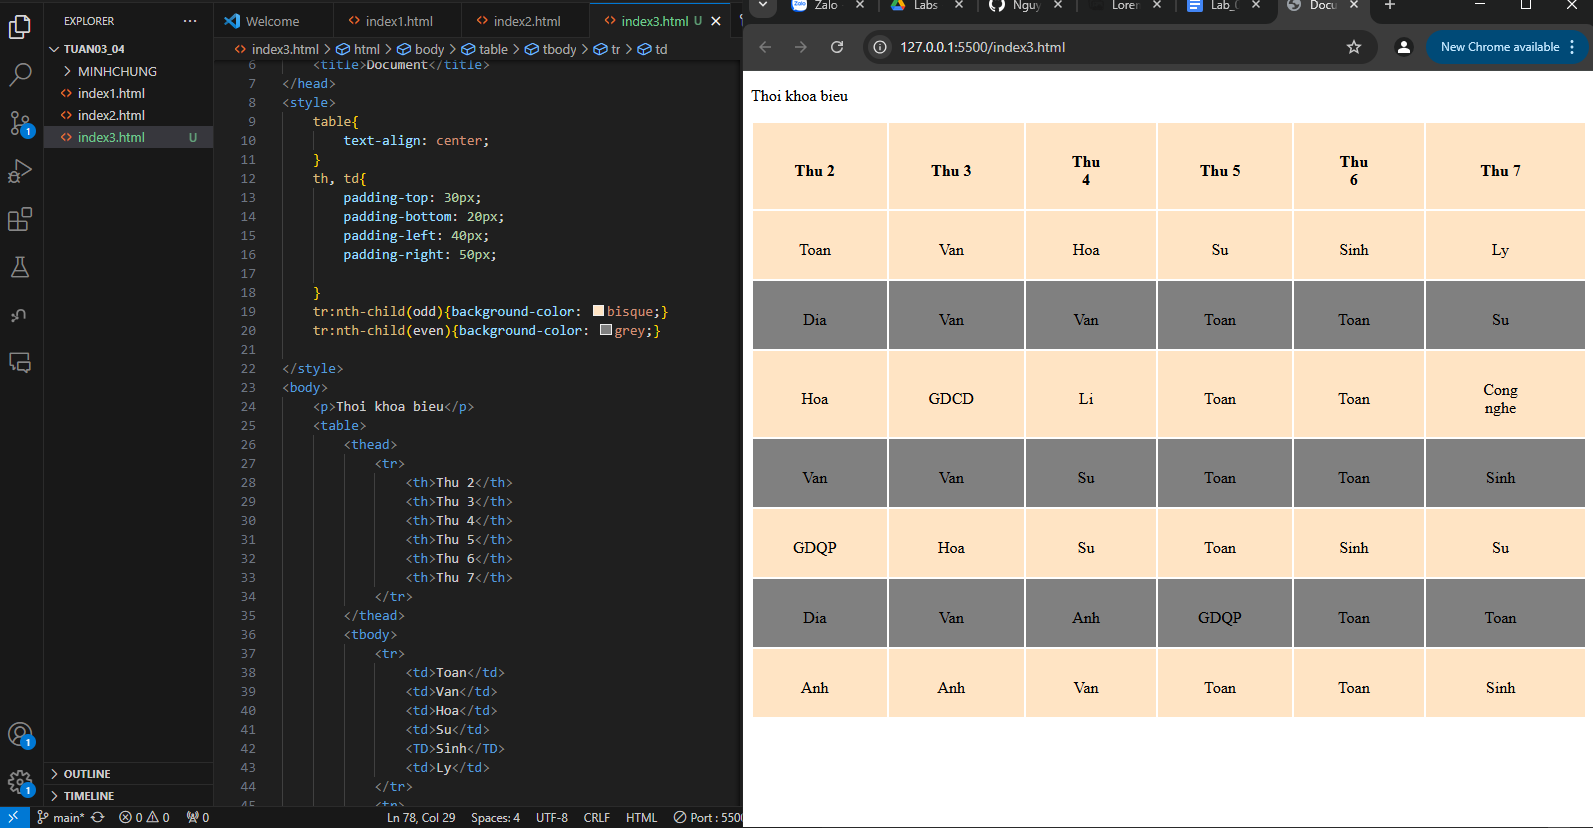 EXPLORER
TUAN03_04
MINHCHUNG
index1.html
index2.html
index3.html U
OUTLINE
TIMELINE
Welcome index1.html index2.html index3.html U
index3.html > html > body > table > tbody > tr > td
6 <title>Document</title>
7 </head>
8 <style>
9 table{
10 text-align: center;
11 }
12 th, td{
13 padding-top: 30px;
14 padding-bottom: 20px;
15 padding-left: 40px;
16 padding-right: 50px;
17
18 }
19 tr:nth-child(odd){background-color: bisque;}
20 tr:nth-child(even){background-color: grey;}
21
22 </style>
23 <body>
24 <p>Thoi khoa bieu</p>
25 <table>
26 <thead>
27 <tr>
28 <th>Thu 2</th>
29 <th>Thu 3</th>
30 <th>Thu 4</th>
31 <th>Thu 5</th>
32 <th>Thu 6</th>
33 <th>Thu 7</th>
34 </tr>
35 </thead>
36 <tbody>
37 <tr>
38 <td>Toan</td>
39 <td>Van</td>
40 <td>Hoa</td>
41 <td>Su</td>
42 <TD>Sinh</TD>
43 <td>Ly</td>
44 </tr>
45 <tr>
1
1
1
main* 0 0 0 Ln 78, Col 29 Spaces: 4 UTF-8 CRLF HTML Port : 5500
Zalo Labs Nguy Lorem Lab_ Docu
127.0.0.1:5500/index3.html New Chrome available
Thoi khoa bieu
Thu 2 Thu 3 Thu 4 Thu 5 Thu 6 Thu 7
Toan Van Hoa Su Sinh Ly
Dia Van Van Toan Toan Su
Hoa GDCD Li Toan Toan Cong nghe
Van Van Su Toan Toan Sinh
GDQP Hoa Su Toan Sinh Su
Dia Van Anh GDQP Toan Toan
Anh Anh Van Toan Toan Sinh